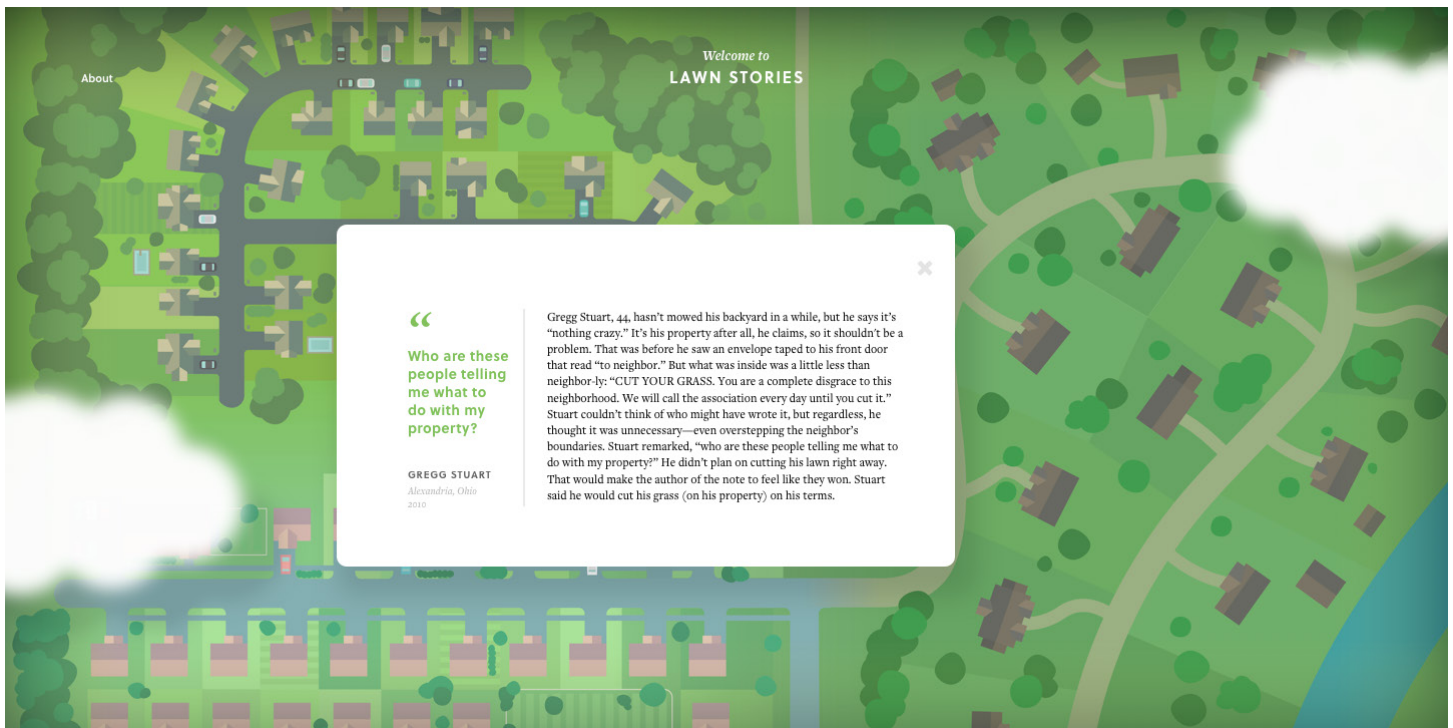 Welcome to
LAWN STORIES
About
“
Who are these
people telling
me what to
do with my
property?
GREGG STUART
Alexandria, Ohio
2010
Gregg Stuart, 44, hasn't mowed his backyard in a while, but he says it's
“nothing crazy.” It's his property after all, he claims, so it shouldn't be a
problem. That was before he saw an envelope taped to his front door
that read “to neighbor.” But what was inside was a little less than
neighbor-ly: “CUT YOUR GRASS. You are a complete disgrace to this
neighborhood. We will call the association every day until you cut it.”
Stuart couldn't think of who might have wrote it, but regardless, he
thought it was unnecessary—even overstepping the neighbor's
boundaries. Stuart remarked, “who are these people telling me what to
do with my property?” He didn't plan on cutting his lawn right away.
That would make the author of the note to feel like they won. Stuart
said he would cut his grass (on his property) on his terms.